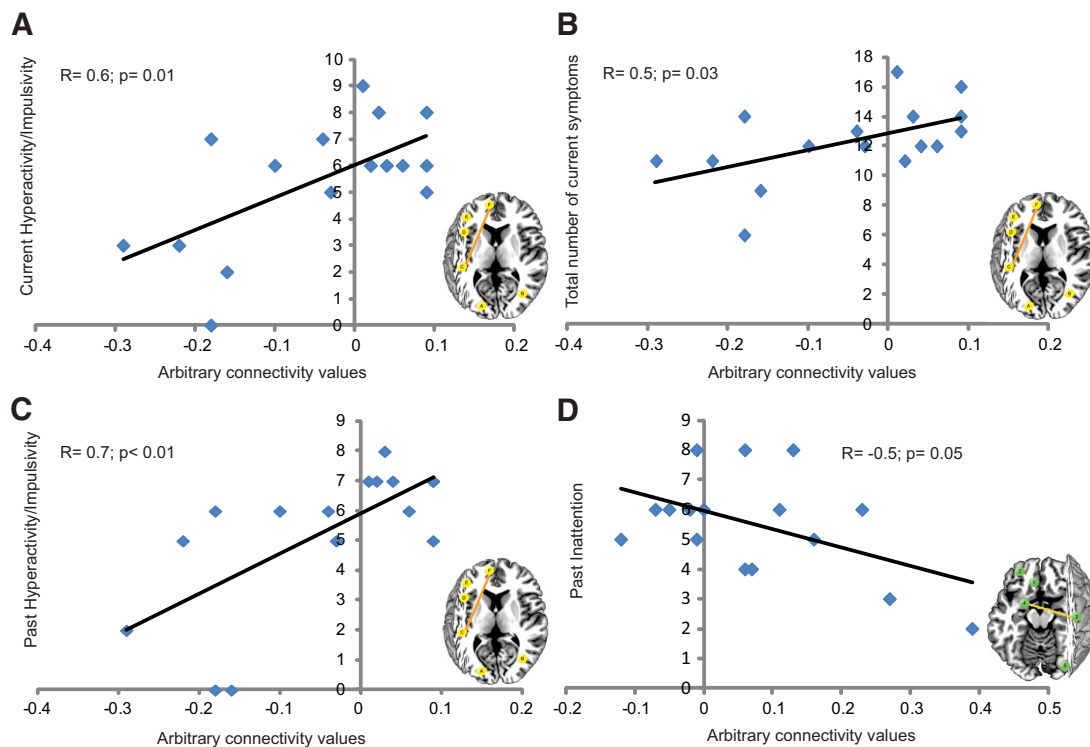 A
Current Hyperactivity/Impulsivity
R= 0.6; p= 0.01
10
9
8
7
6
5
4
3
2
1
0
-0.4 -0.3 -0.2 -0.1 0 0.1 0.2
Arbitrary connectivity values
B
Total number of current symptoms
R= 0.5; p= 0.03
18
16
14
12
10
8
6
4
2
0
-0.4 -0.3 -0.2 -0.1 0 0.1 0.2
Arbitrary connectivity values
C
Past Hyperactivity/Impulsivity
R= 0.7; p< 0.01
9
8
7
6
5
4
3
2
1
0
-0.4 -0.3 -0.2 -0.1 0 0.1 0.2
Arbitrary connectivity values
D
Past Inattention
R= -0.5; p= 0.05
9
8
7
6
5
4
3
2
1
0
-0.2 -0.1 0 0.1 0.2 0.3 0.4 0.5
Arbitrary connectivity values